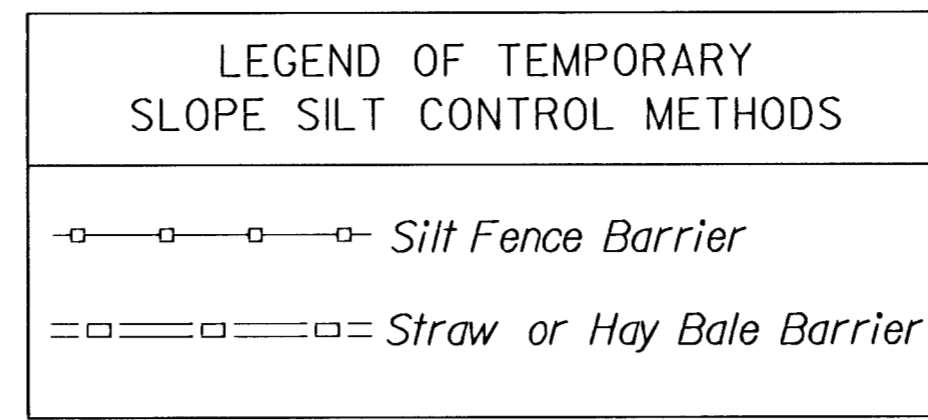 LEGEND OF TEMPORARY
SLOPE SILT CONTROL METHODS
Silt Fence Barrier
Straw or Hay Bale Barrier